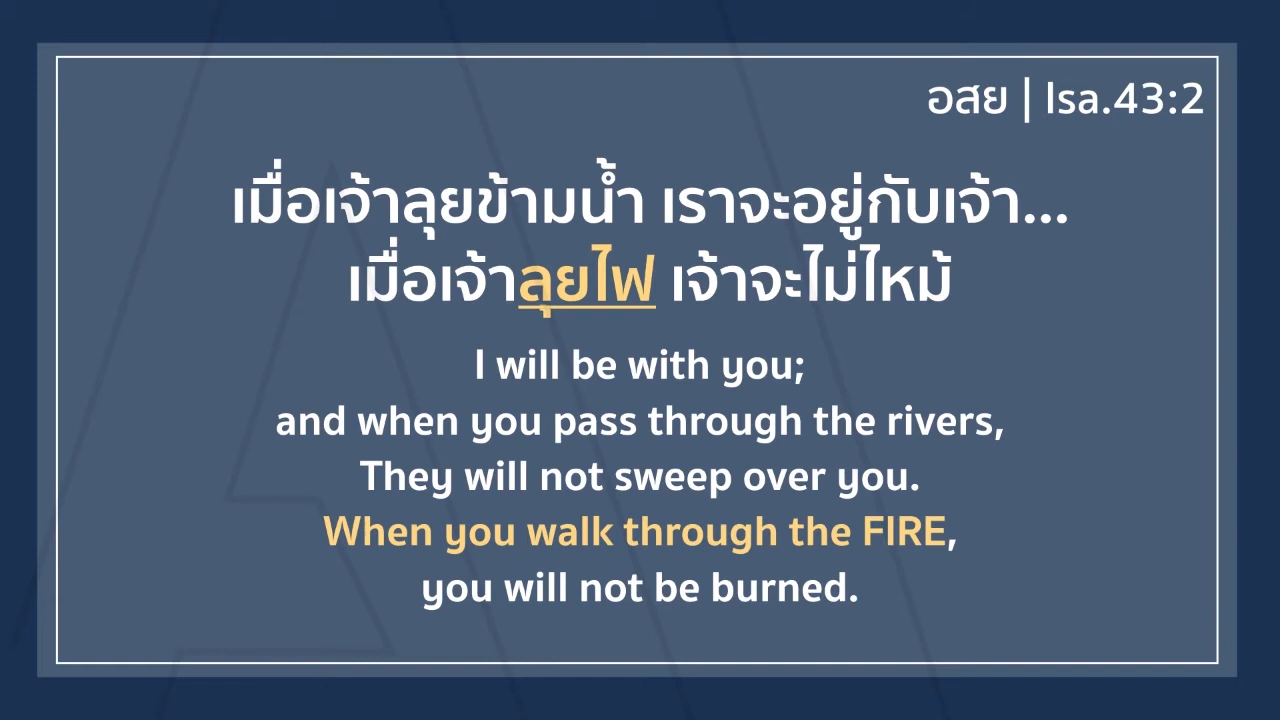 อสย | Isa.43:2
เมื่อเจ้าลุยข้ามน้ำ เราจะอยู่กับเจ้า...
เมื่อเจ้าลุยไฟ เจ้าจะไม่ไหม้
I will be with you;
and when you pass through the rivers,
They will not sweep over you.
When you walk through the FIRE,
you will not be burned.